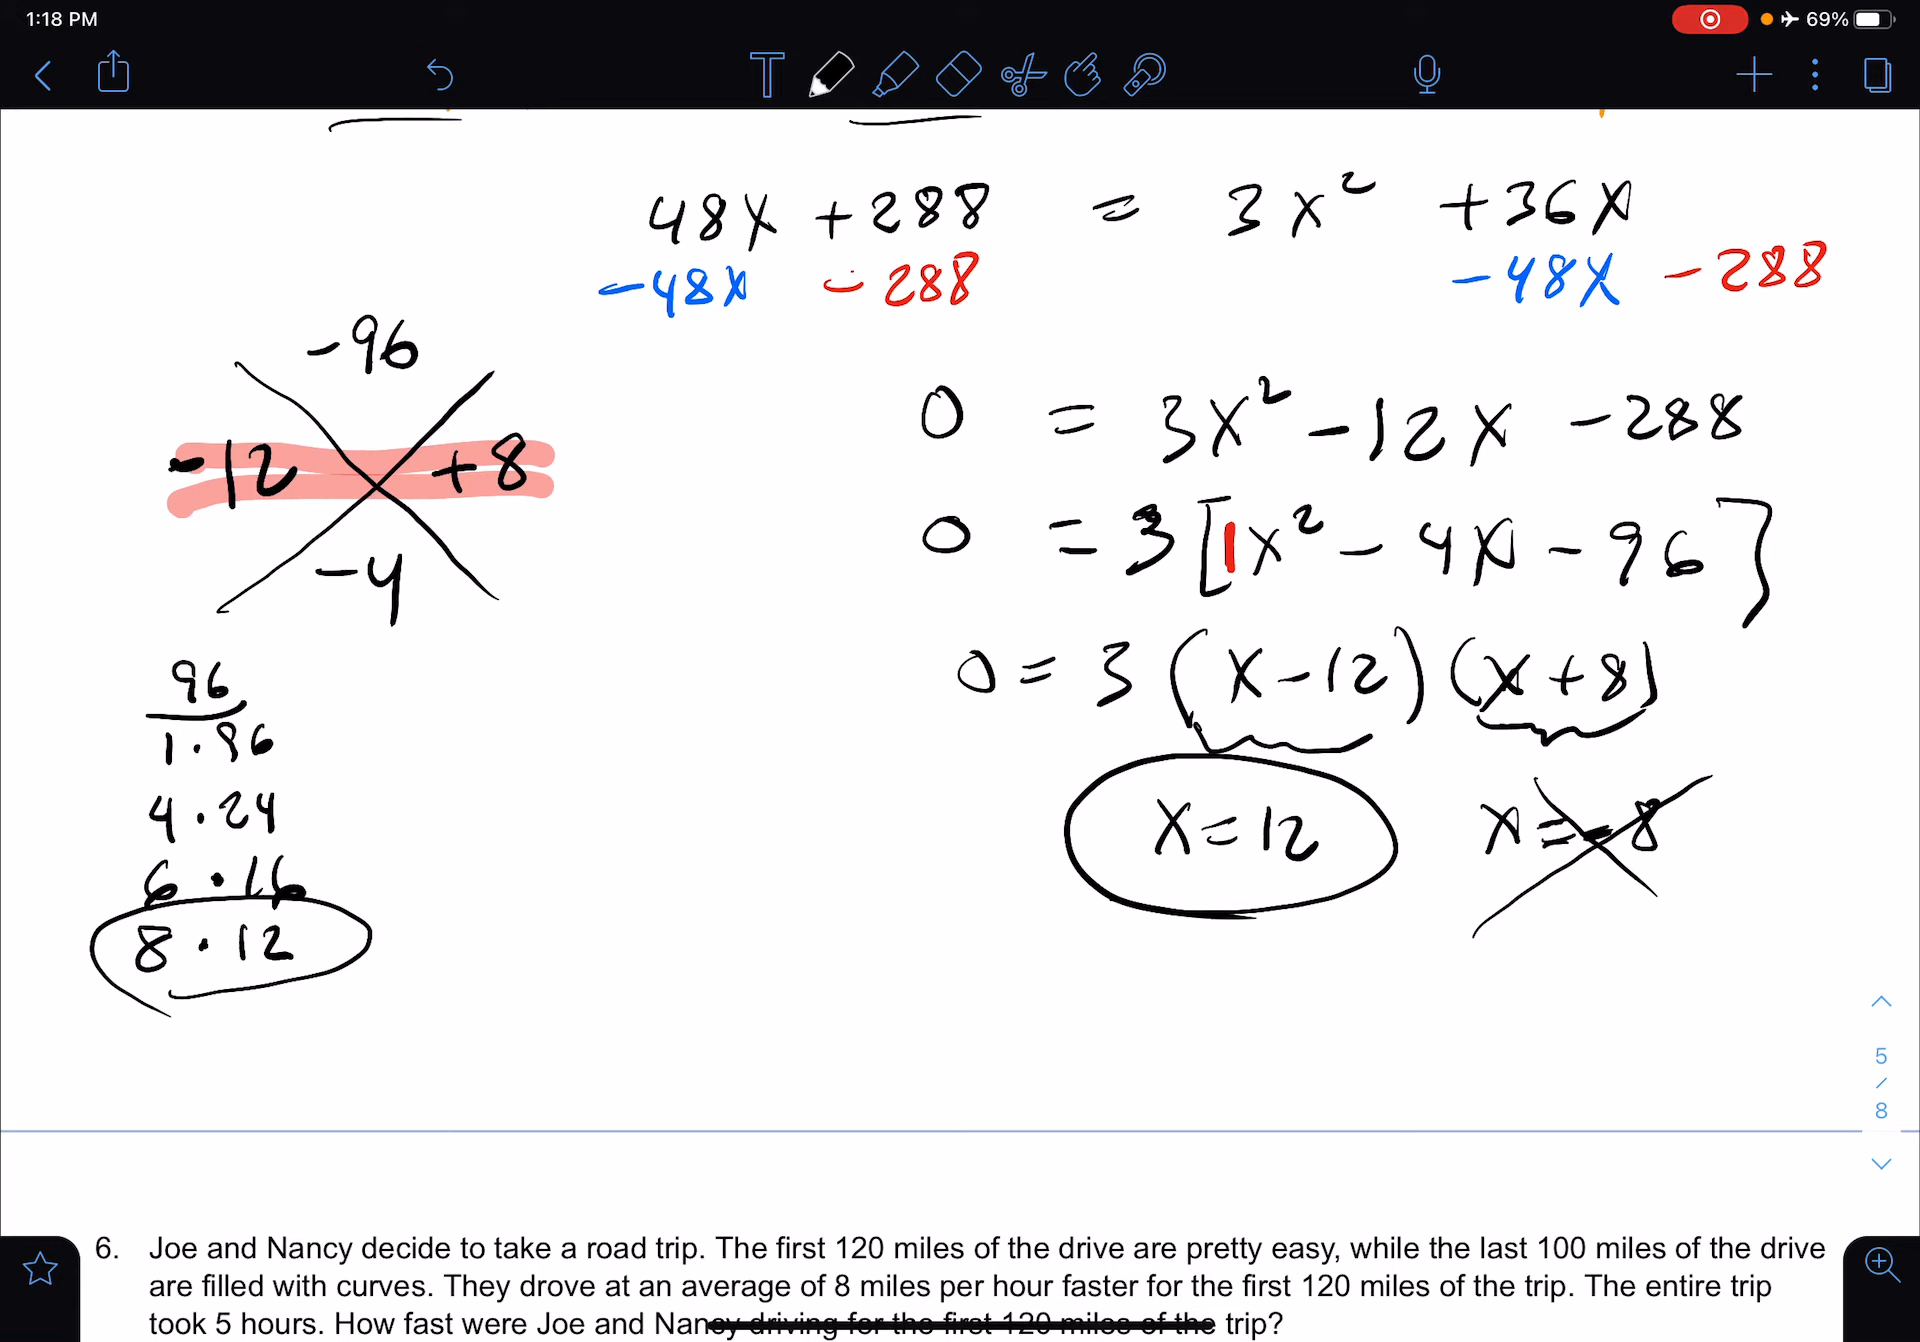 1:18 PM
69%
48x + 288 = 3x² + 36x
-48x - 288 -48x - 288
-96
-12 +8
-4
0 = 3x² - 12x - 288
0 = 3[1x² - 4x - 96]
0 = 3(x - 12)(x + 8)
x = 12 x = -8
96
1 · 96
4 · 24
6 · 16
8 · 12
5
/
8
6. Joe and Nancy decide to take a road trip. The first 120 miles of the drive are pretty easy, while the last 100 miles of the drive
are filled with curves. They drove at an average of 8 miles per hour faster for the first 120 miles of the trip. The entire trip
took 5 hours. How fast were Joe and Nancy driving for the first 120 miles of the trip?